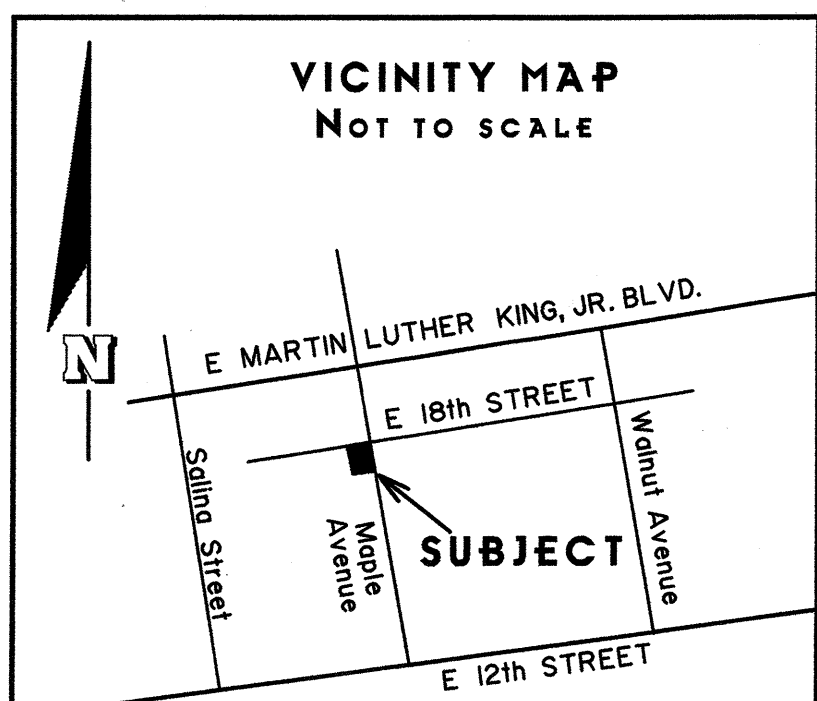 VICINITY MAP
NOT TO SCALE
N
E MARTIN LUTHER KING, JR. BLVD.
E 18th STREET
Salina Street
Maple
Avenue
Walnut Avenue
SUBJECT
E 12th STREET